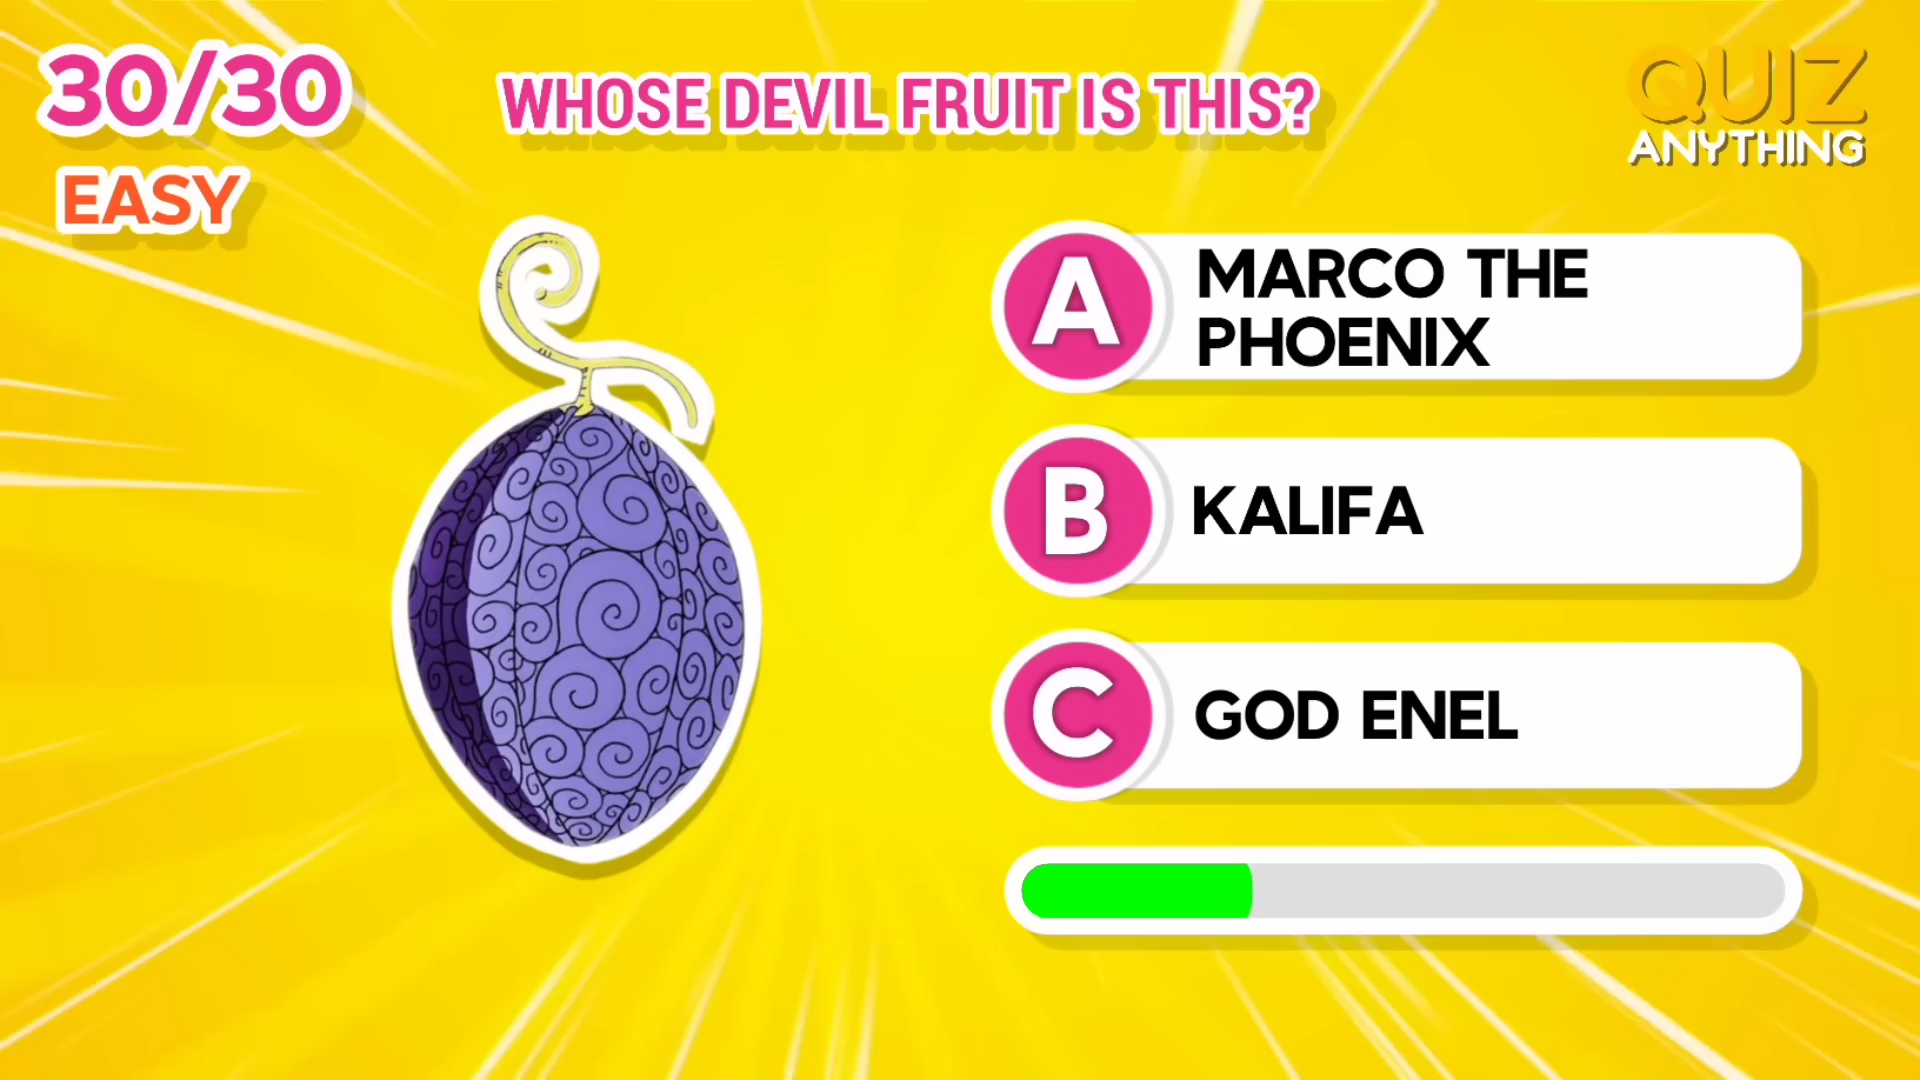 30/30
WHOSE DEVIL FRUIT IS THIS?
QUIZ
ANYTHING
EASY
A
MARCO THE
PHOENIX
B
KALIFA
C
GOD ENEL